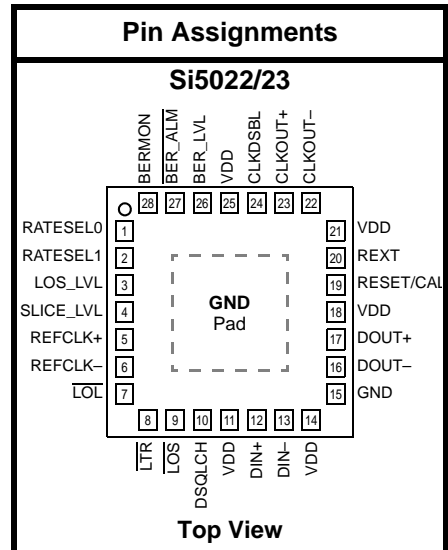 Pin Assignments
Si5022/23
BERMON
BER_ALM
BER_LVL
VDD
CLKDSBL
CLKOUT+
CLKOUT–
28 27 26 25 24 23 22
RATESEL0 1
RATESEL1 2
LOS_LVL 3
SLICE_LVL 4
REFCLK+ 5
REFCLK– 6
LOL 7
GND
Pad
21 VDD
20 REXT
19 RESET/CAL
18 VDD
17 DOUT+
16 DOUT–
15 GND
8 9 10 11 12 13 14
LTR
LOS
DSQLCH
VDD
DIN+
DIN–
VDD
Top View